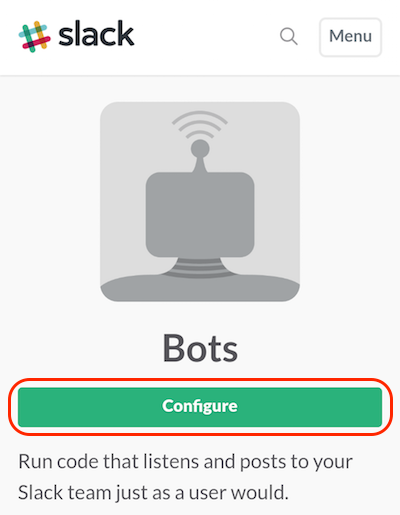 slack
Menu
Bots
Configure
Run code that listens and posts to your
Slack team just as a user would.